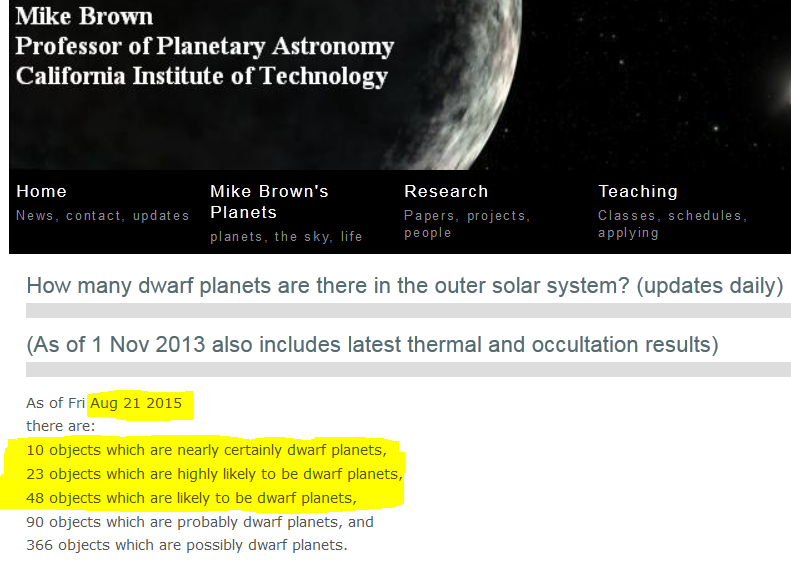 Mike Brown
Professor of Planetary Astronomy
California Institute of Technology
Home
News, contact, updates
Mike Brown's
Planets
planets, the sky, life
Research
Papers, projects,
people
Teaching
Classes, schedules,
applying
How many dwarf planets are there in the outer solar system? (updates daily)
(As of 1 Nov 2013 also includes latest thermal and occultation results)
As of Fri Aug 21 2015
there are:
10 objects which are nearly certainly dwarf planets,
23 objects which are highly likely to be dwarf planets,
48 objects which are likely to be dwarf planets,
90 objects which are probably dwarf planets, and
366 objects which are possibly dwarf planets.